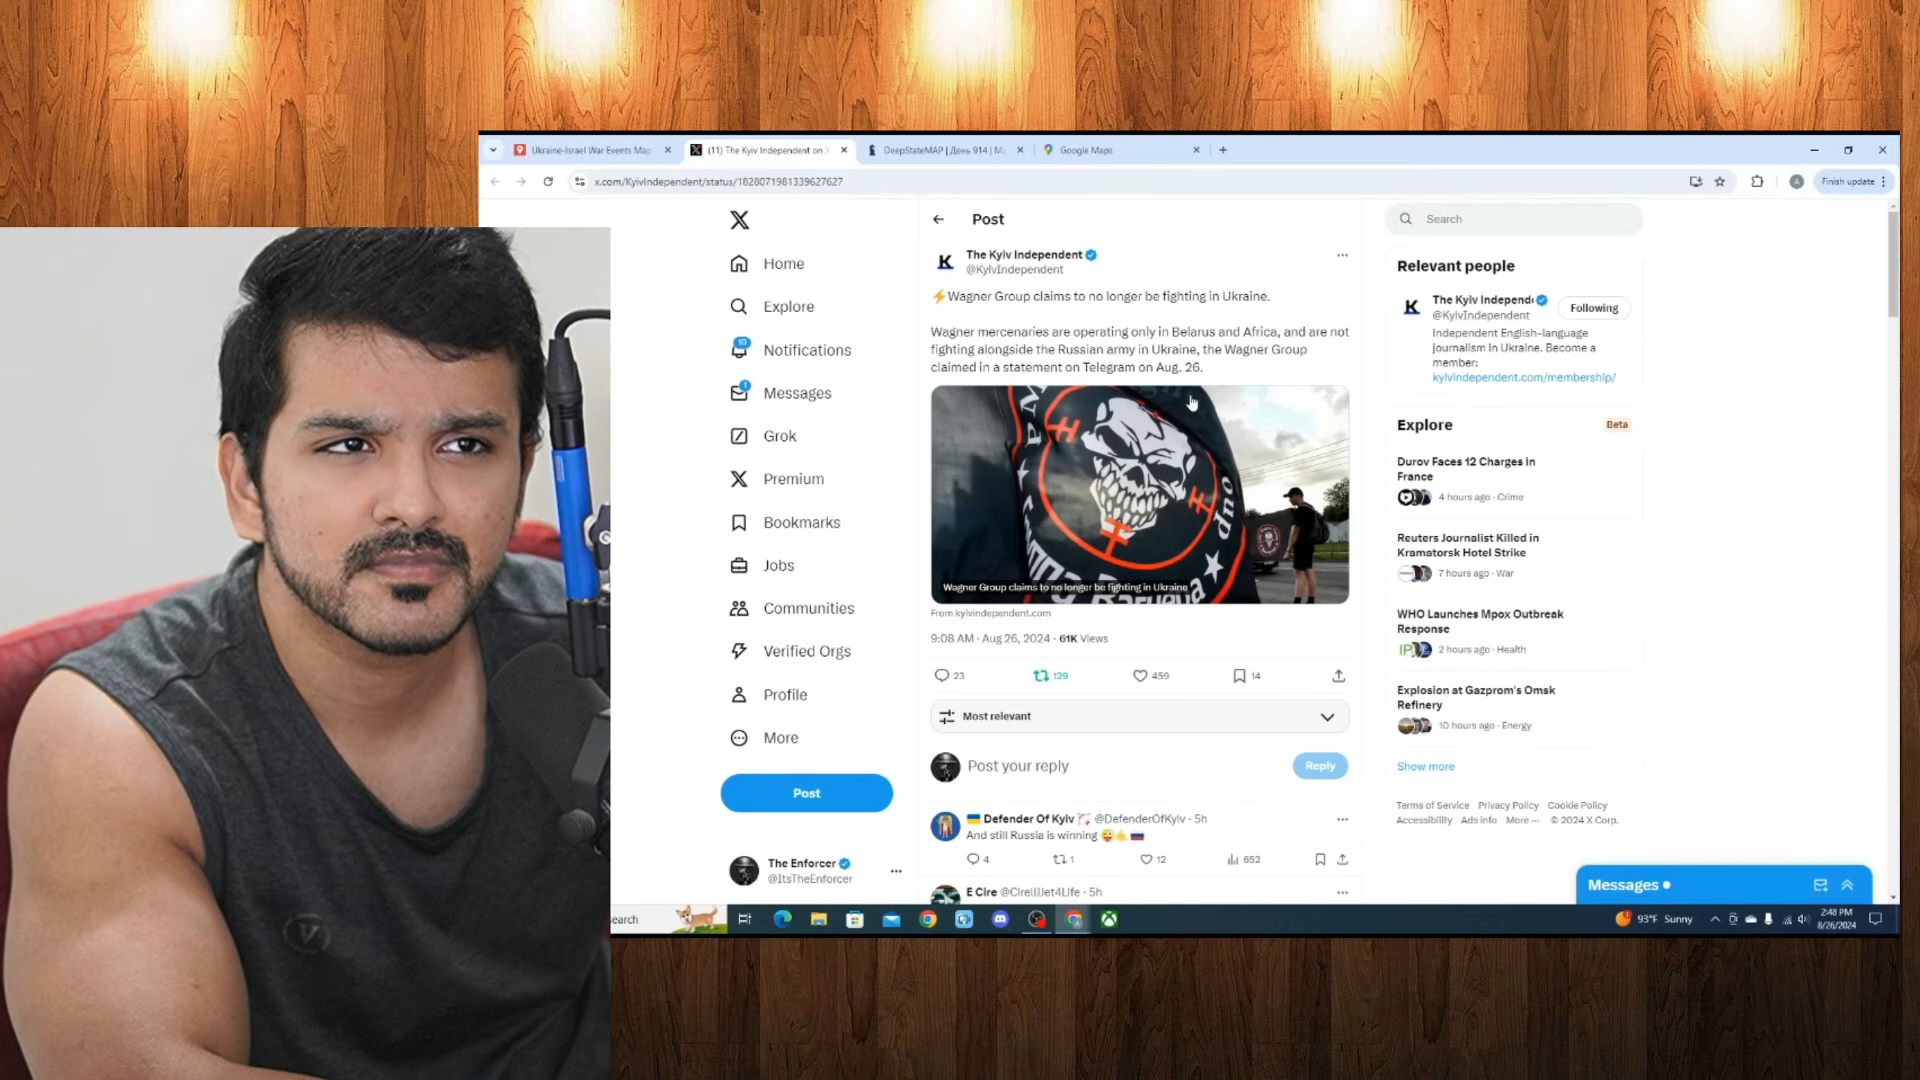 Ukraine-Israel War Events Map
(11) The Kyiv Independent on X
DeepStateMAP | День 914 | Ma
Google Maps
x.com/KyivIndependent/status/1828071981339627627
Finish update
Home
Explore
10
Notifications
1
Messages
Grok
Premium
Bookmarks
Jobs
Communities
Verified Orgs
Profile
More
Post
The Enforcer
@ItsTheEnforcer
Post
The Kyiv Independent
@KyivIndependent
⚡Wagner Group claims to no longer be fighting in Ukraine.
Wagner mercenaries are operating only in Belarus and Africa, and are not
fighting alongside the Russian army in Ukraine, the Wagner Group
claimed in a statement on Telegram on Aug. 26.
Wagner Group claims to no longer be fighting in Ukraine
From kyivindependent.com
9:08 AM · Aug 26, 2024 · 61K Views
23
129
459
14
Most relevant
Post your reply
Reply
Defender Of Kyiv @DefenderOfKyiv · 5h
And still Russia is winning
4
1
12
652
E Cire @CirelllJet4Life · 5h
Search
Relevant people
The Kyiv Independ
@KyivIndependent
Following
Independent English-language
journalism in Ukraine. Become a
member:
kyivindependent.com/membership/
Explore
Beta
Durov Faces 12 Charges in
France
4 hours ago · Crime
Reuters Journalist Killed in
Kramatorsk Hotel Strike
7 hours ago · War
WHO Launches Mpox Outbreak
Response
2 hours ago · Health
Explosion at Gazprom's Omsk
Refinery
10 hours ago · Energy
Show more
Terms of Service Privacy Policy Cookie Policy
Accessibility Ads info More ··· © 2024 X Corp.
Messages
earch
93°F Sunny
2:48 PM
8/26/2024